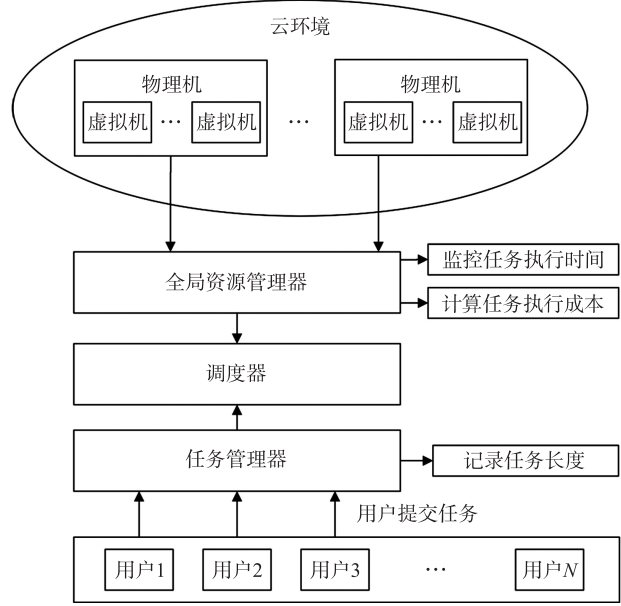 云环境
物理机
物理机
虚拟机 … 虚拟机 … 虚拟机 … 虚拟机
全局资源管理器
监控任务执行时间
计算任务执行成本
调度器
任务管理器
记录任务长度
用户提交任务
用户1 用户2 用户3 … 用户N